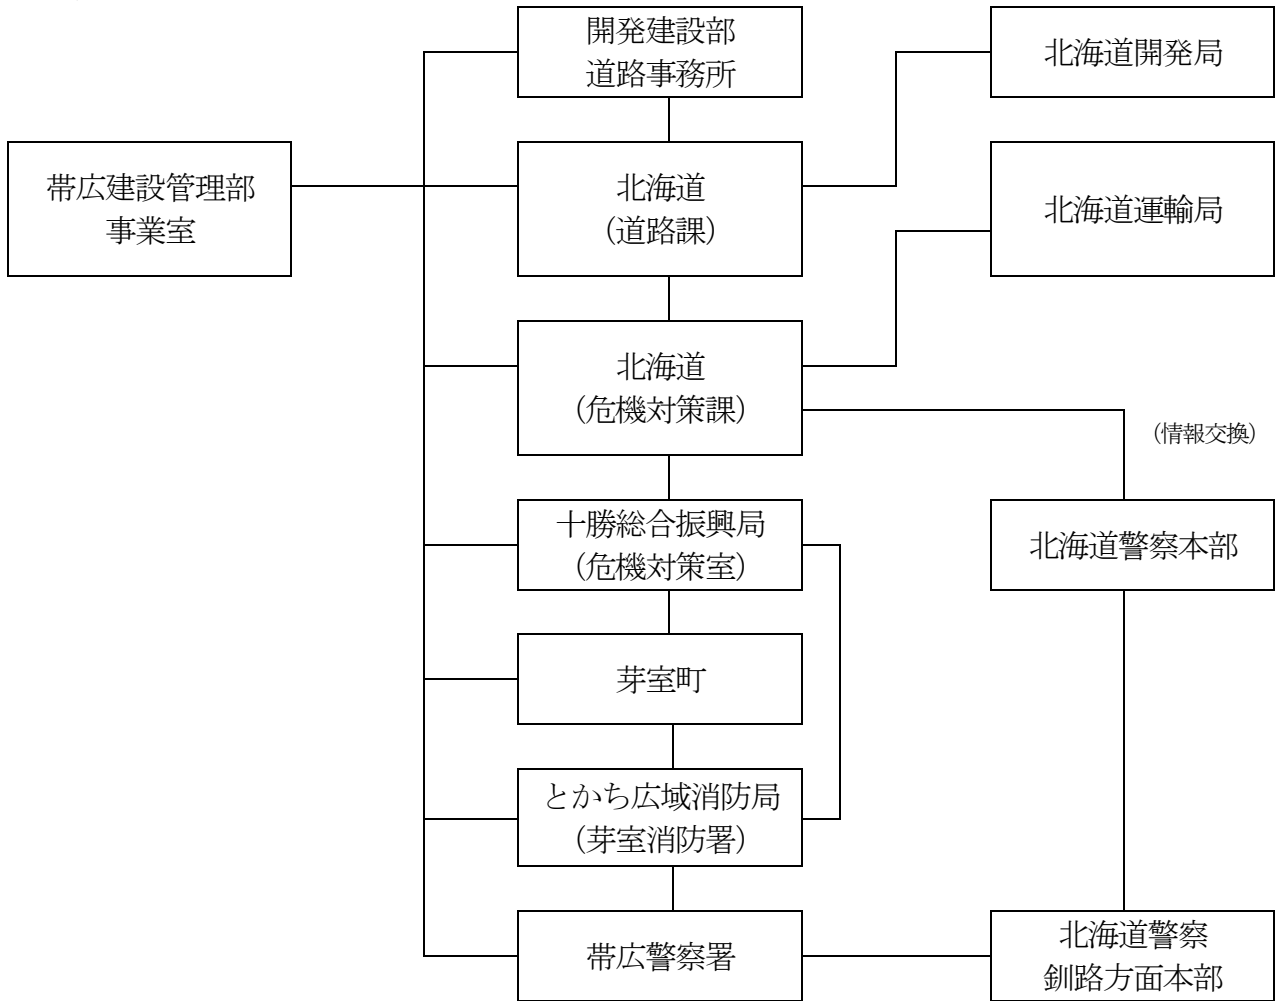 開発建設部
道路事務所
北海道開発局
帯広建設管理部
事業室
北海道
（道路課）
北海道運輸局
北海道
（危機対策課）
（情報交換）
十勝総合振興局
（危機対策室）
北海道警察本部
芽室町
とかち広域消防局
（芽室消防署）
帯広警察署
北海道警察
釧路方面本部